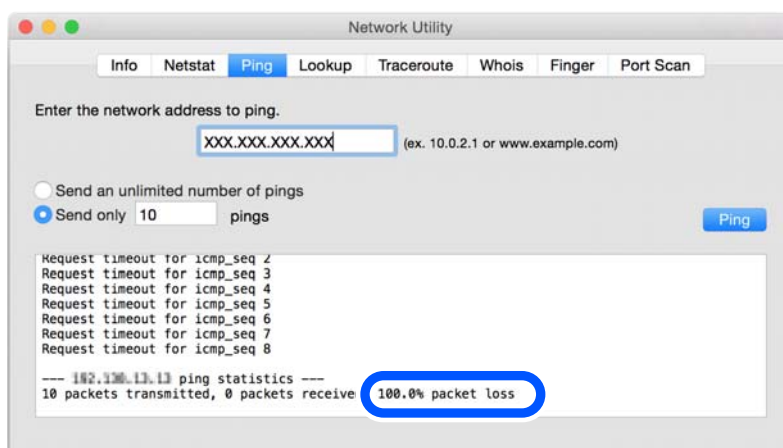 Network Utility
Info Netstat Ping Lookup Traceroute Whois Finger Port Scan
Enter the network address to ping.
XXX.XXX.XXX.XXX (ex. 10.0.2.1 or www.example.com)
Send an unlimited number of pings
Send only 10 pings
Ping
Request timeout for icmp_seq 2
Request timeout for icmp_seq 3
Request timeout for icmp_seq 4
Request timeout for icmp_seq 5
Request timeout for icmp_seq 6
Request timeout for icmp_seq 7
Request timeout for icmp_seq 8
--- ping statistics ---
10 packets transmitted, 0 packets receive 100.0% packet loss